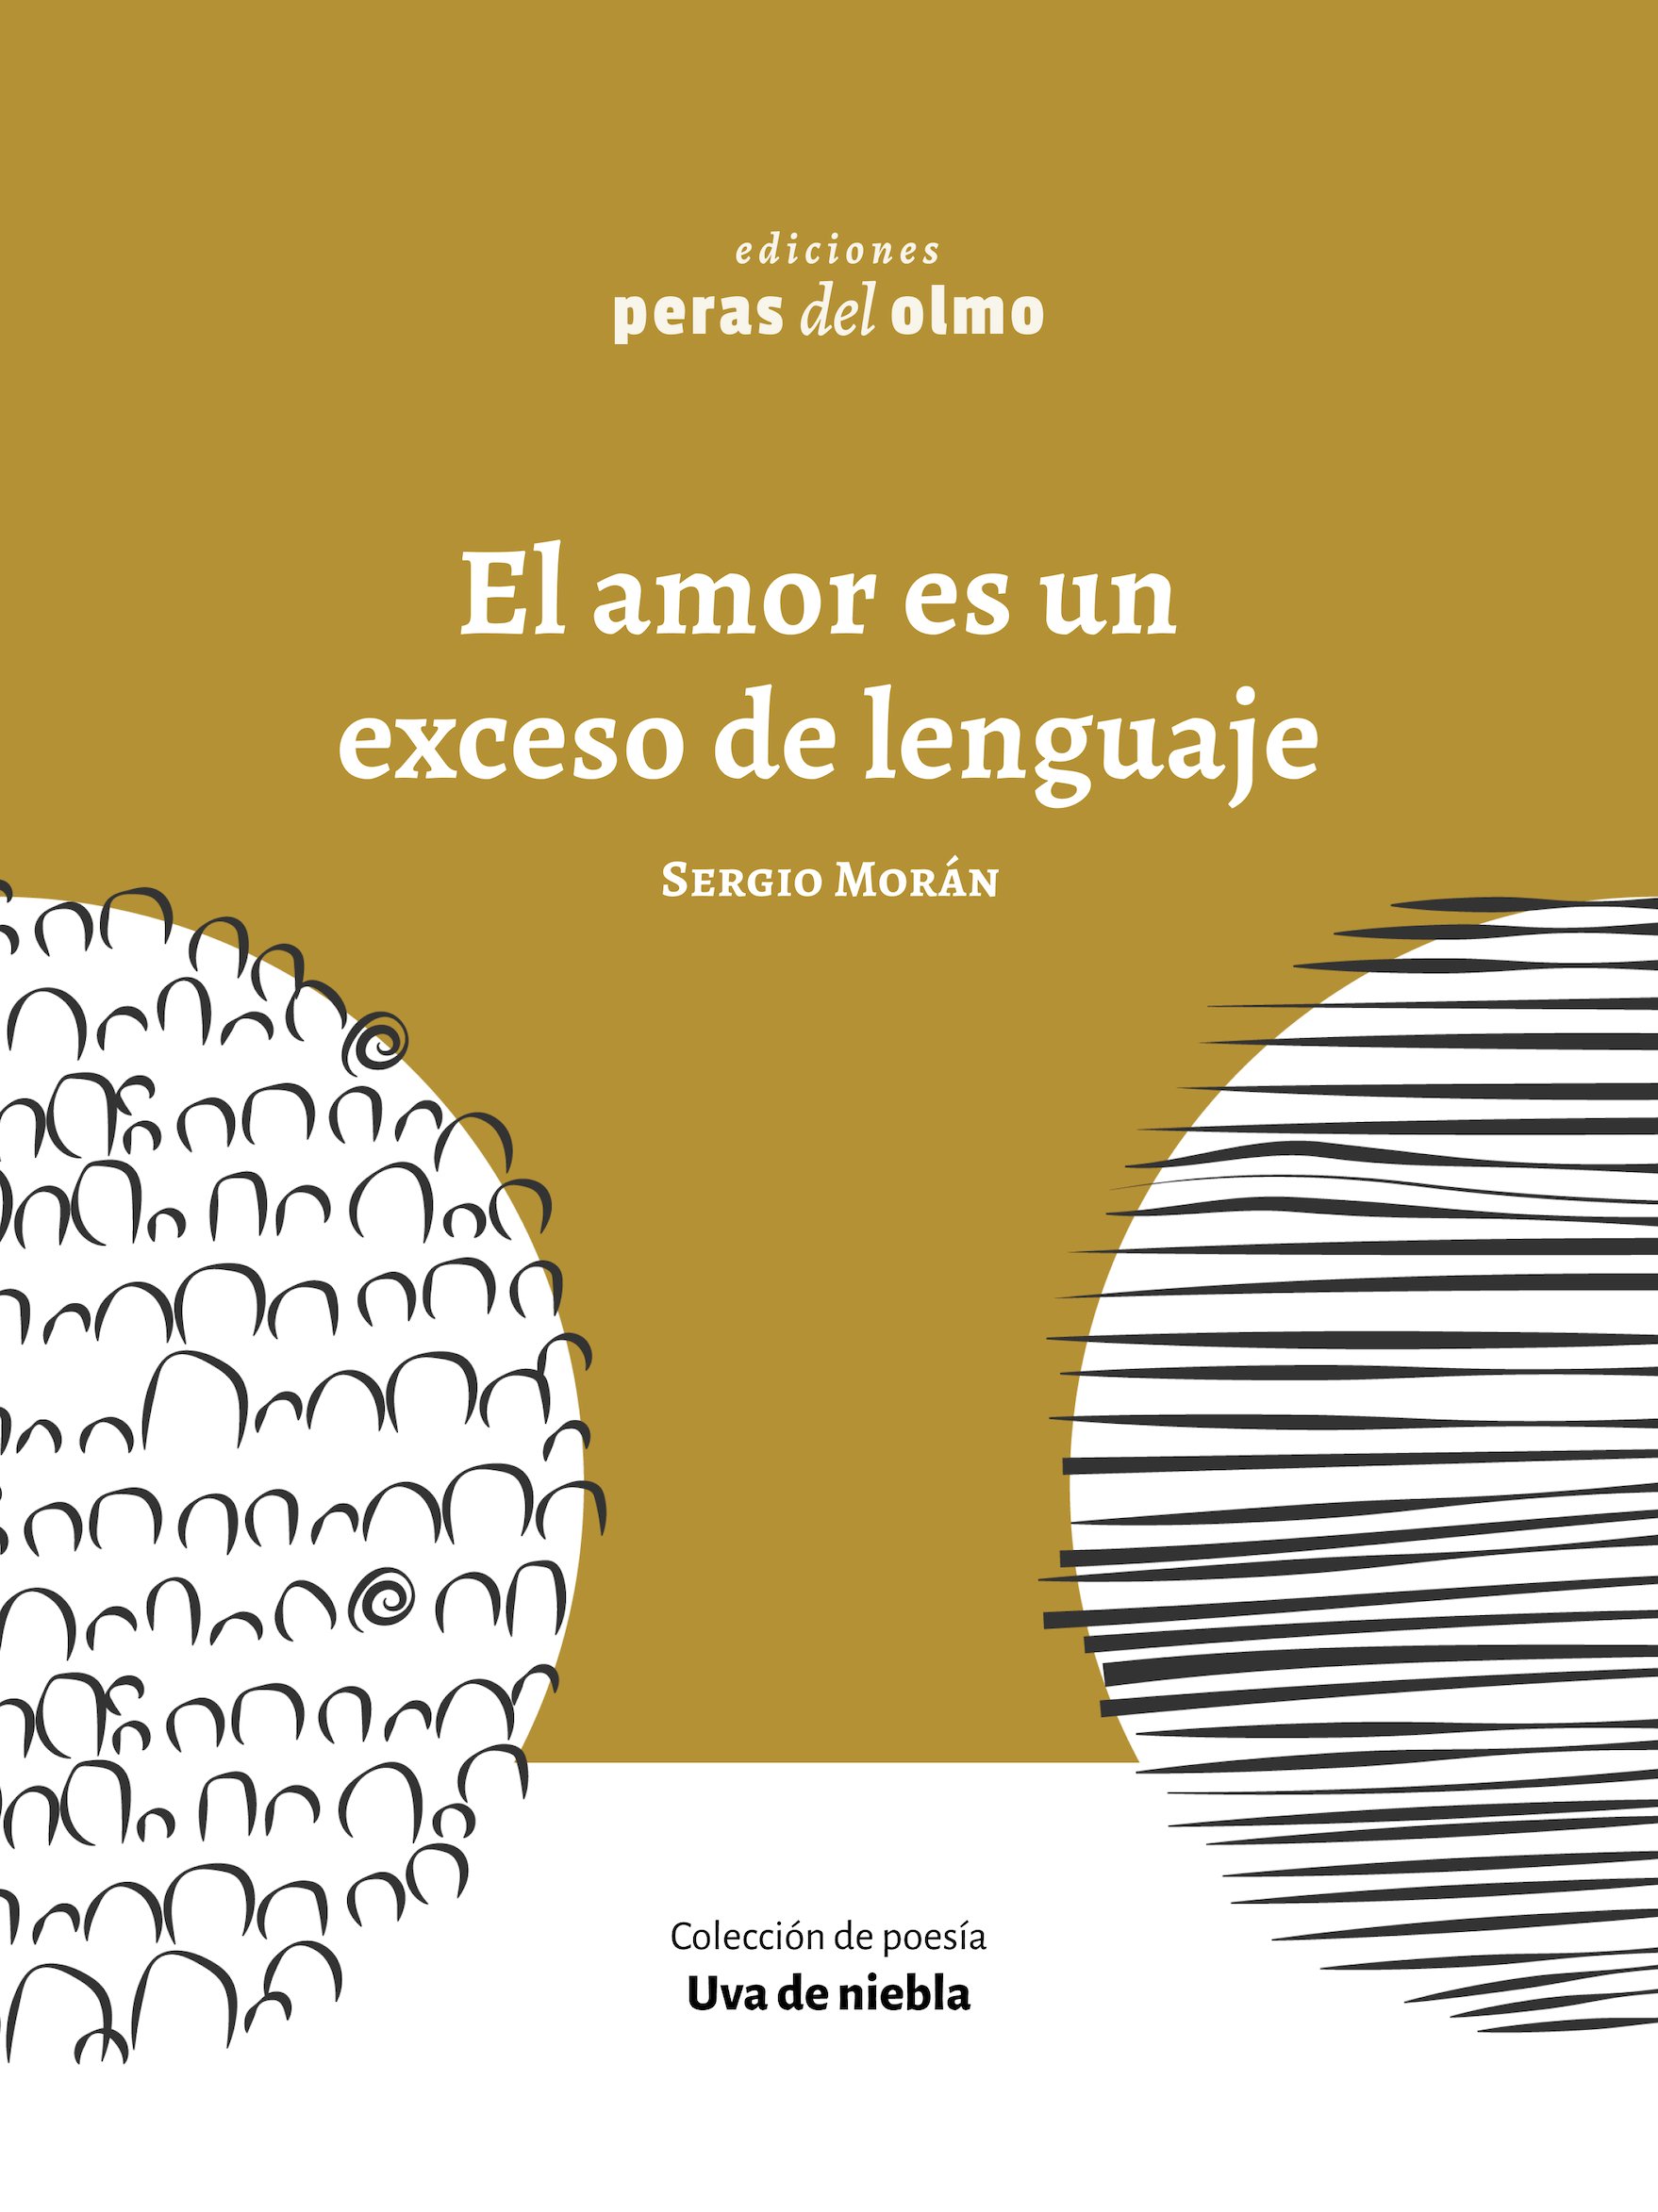 ediciones
peras del olmo
El amor es un
exceso de lenguaje
Sergio Morán
Colección de poesía
Uva de niebla